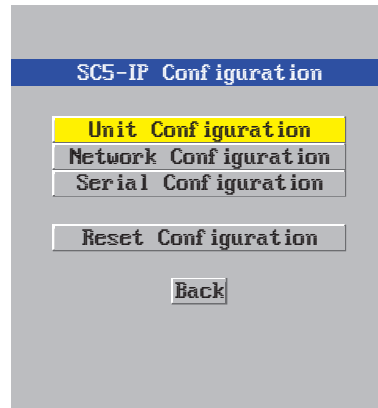 SC5-IP Configuration
Unit Configuration
Network Configuration
Serial Configuration
Reset Configuration
Back